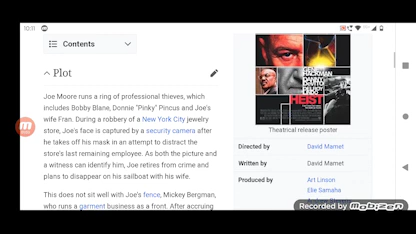 10:11
Contents
Plot
Joe Moore runs a ring of professional thieves, which
includes Bobby Blane, Donnie "Pinky" Pincus and Joe's
wife Fran. During a robbery of a New York City jewelry
store, Joe's face is captured by a security camera after
he takes off his mask in an attempt to distract the
store's last remaining employee. As both the picture and
a witness can identify him, Joe retires from crime and
plans to disappear on his sailboat with his wife.
This does not sit well with Joe's fence, Mickey Bergman,
who runs a garment business as a front. After accruing
HACKMAN
HEIST
Theatrical release poster
Directed by David Mamet
Written by David Mamet
Produced by Art Linson
Elie Samaha
Recorded by MOBIZEN